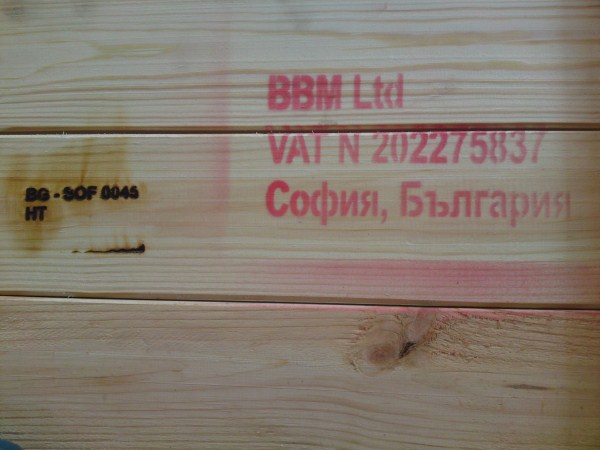 BBM Ltd
VAT N 202275837
София, България
BG - SOF 0045
HT